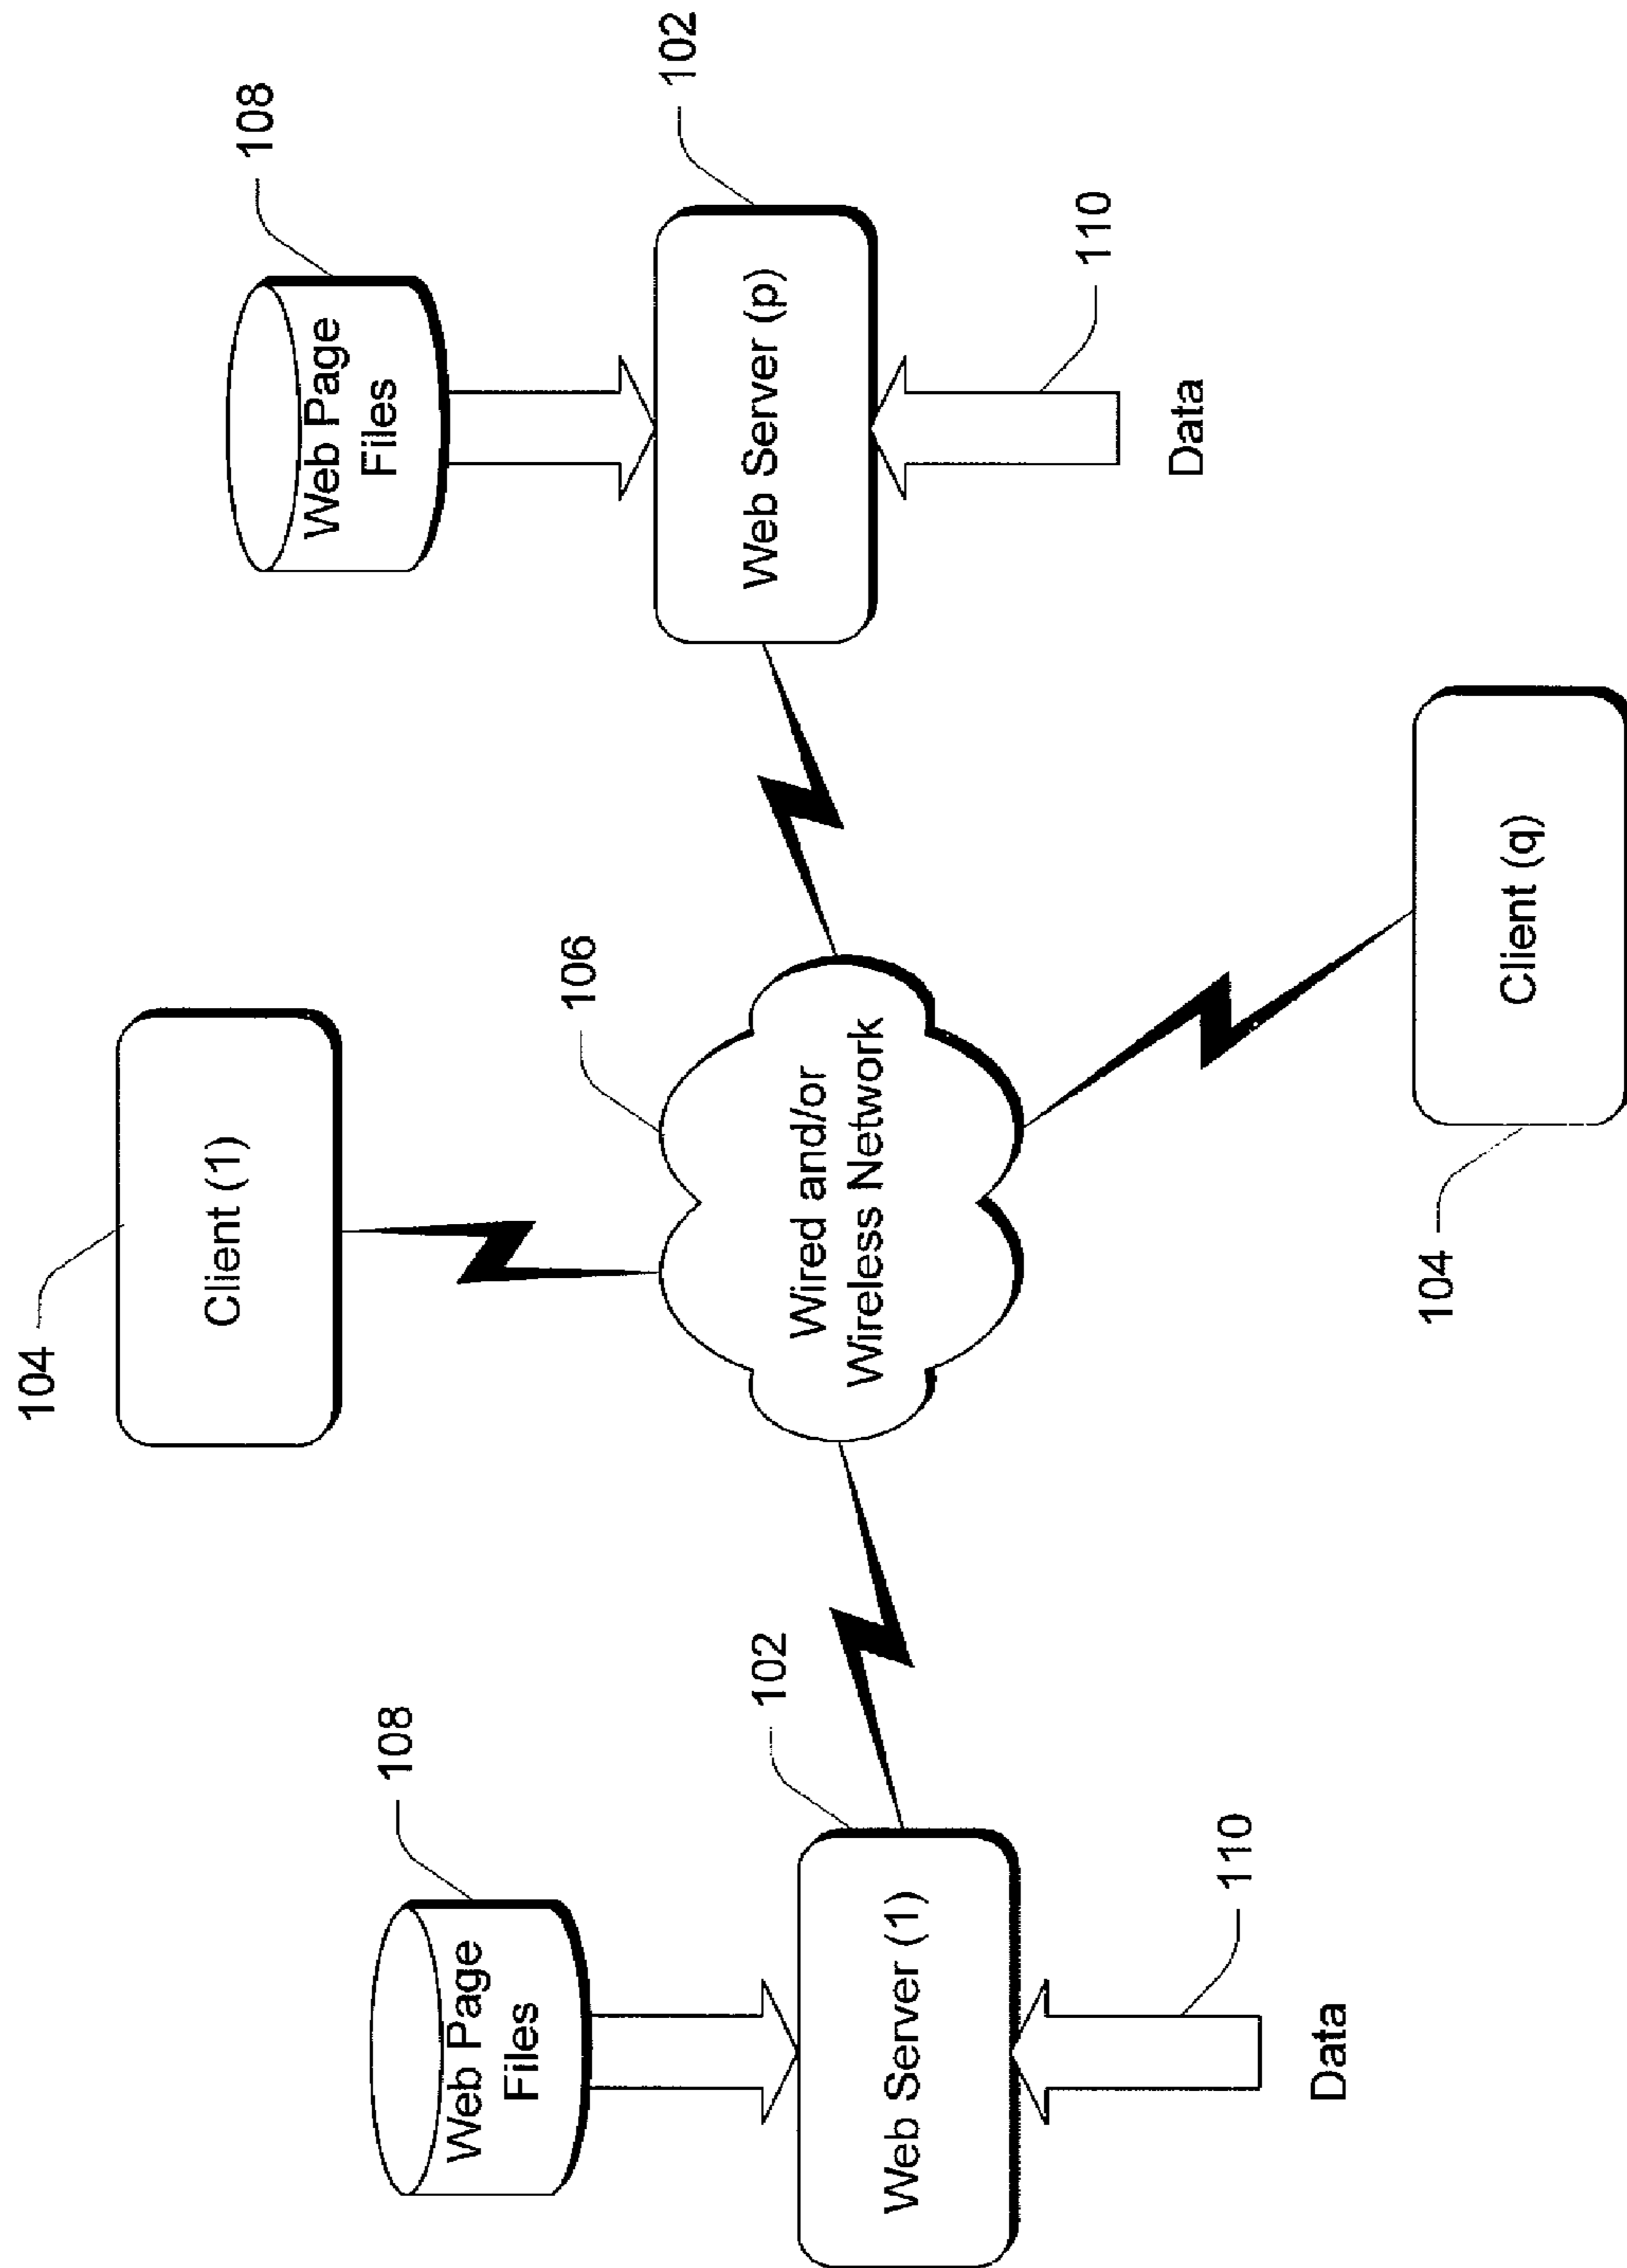 104
Client (1)
108
Web Page
Files
102
Web Server (1)
110
Data
106
Wired and/or
Wireless Network
108
Web Page
Files
102
Web Server (p)
110
Data
104
Client (q)